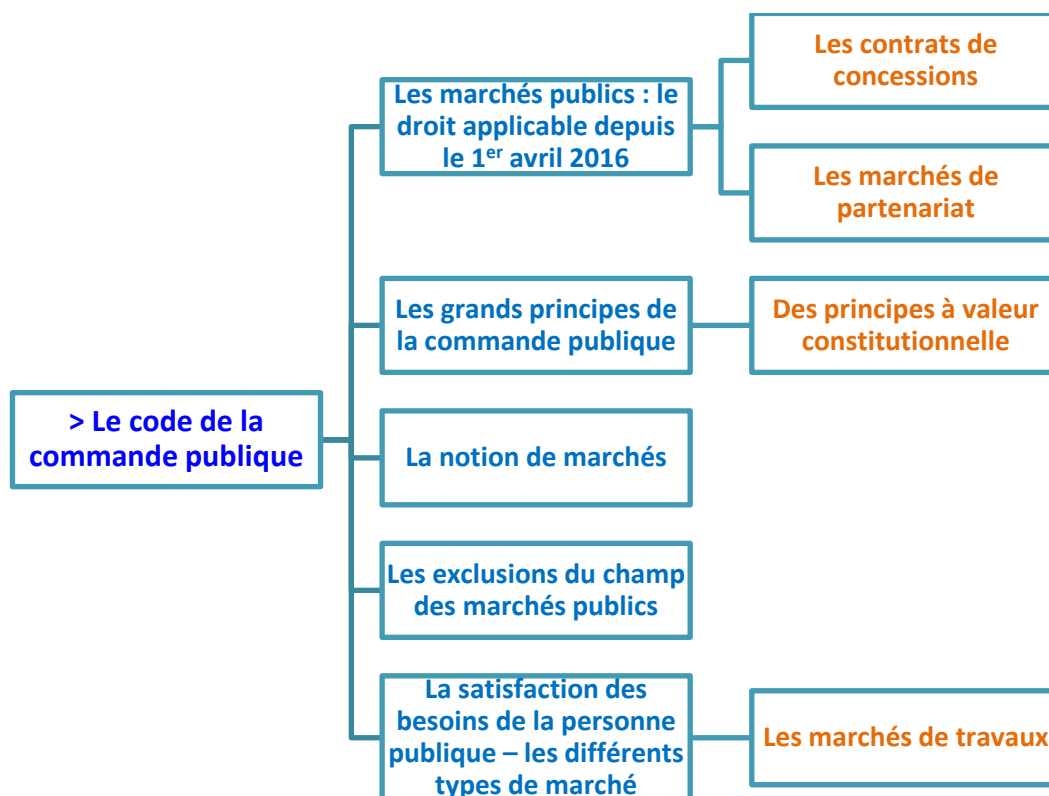 > Le code de la
commande publique
Les marchés publics : le
droit applicable depuis
le 1er avril 2016
Les contrats de
concessions
Les marchés de
partenariat
Les grands principes de
la commande publique
Des principes à valeur
constitutionnelle
La notion de marchés
Les exclusions du champ
des marchés publics
La satisfaction des
besoins de la personne
publique – les différents
types de marché
Les marchés de travaux